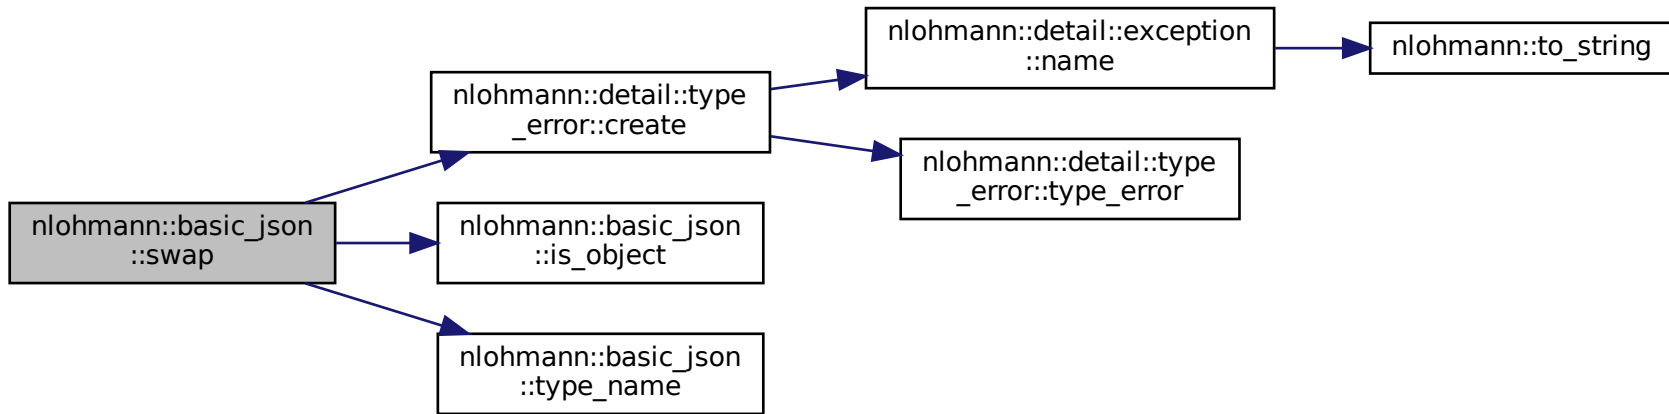 nlohmann::basic_json
::swap
nlohmann::detail::type
_error::create
nlohmann::basic_json
::is_object
nlohmann::basic_json
::type_name
nlohmann::detail::exception
::name
nlohmann::detail::type
_error::type_error
nlohmann::to_string